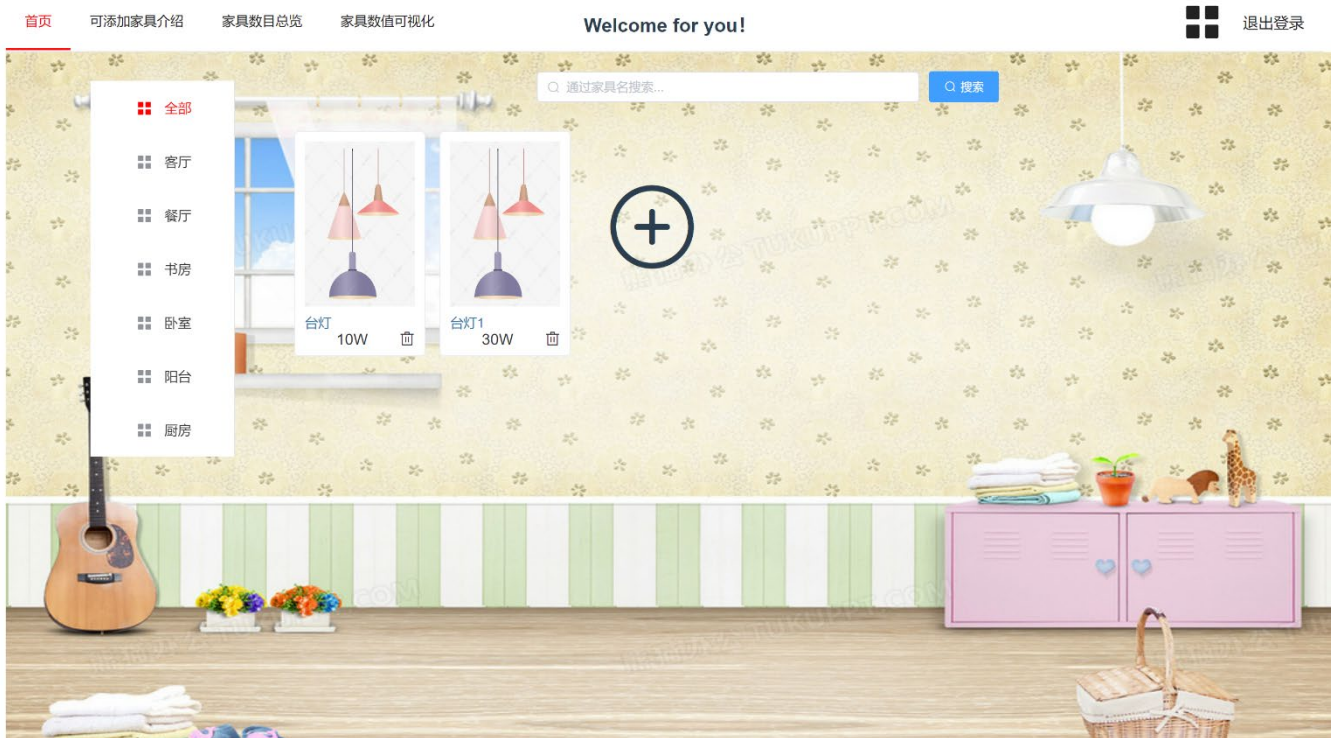 首页 可添加家具介绍 家具数目总览 家具数值可视化 Welcome for you! 退出登录
通过家具名搜索... 搜索
全部
客厅
餐厅
书房
卧室
阳台
厨房
台灯 台灯1
10W 30W